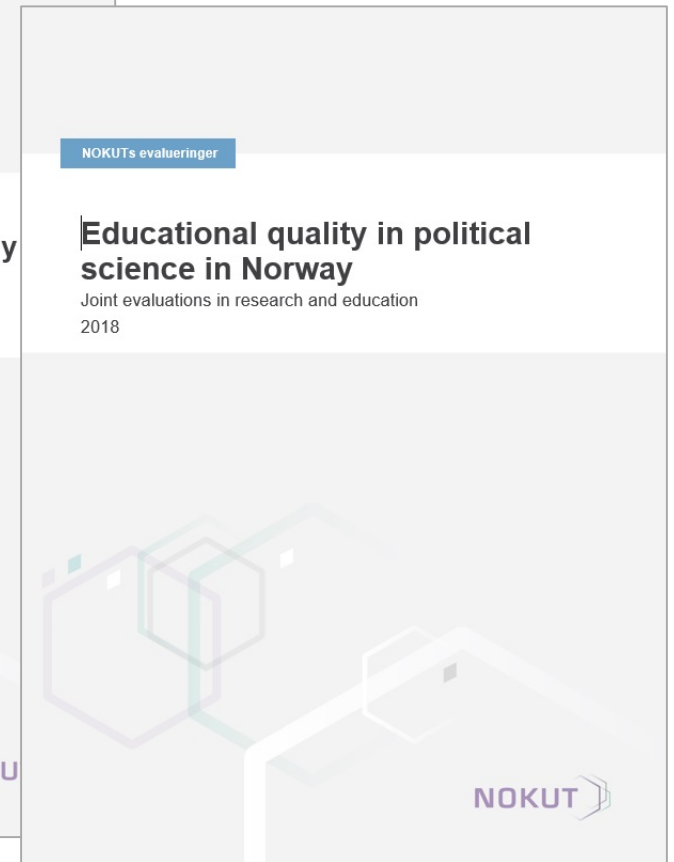 NOKUTs evalueringer
Educational quality in political
science in Norway
Joint evaluations in research and education
2018
y
U
NOKUT